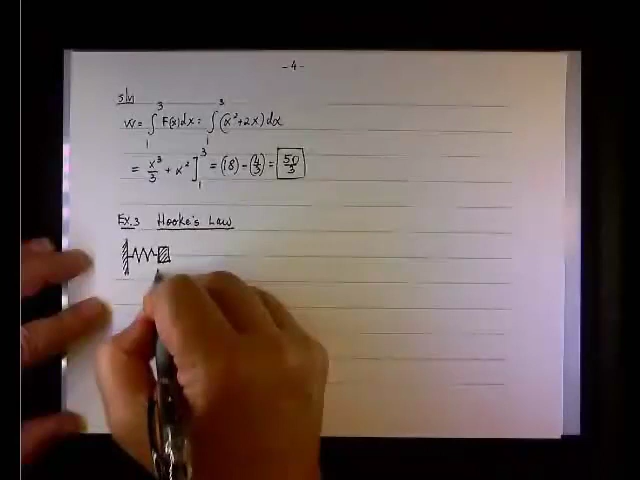 -4-
sln
W = ∫₁³ F(x)dx = ∫₁³ (x²+2x)dx
= x³/3 + x² ]₁³ = (18) - (4/3) = 50/3
Ex.3 Hooke's Law